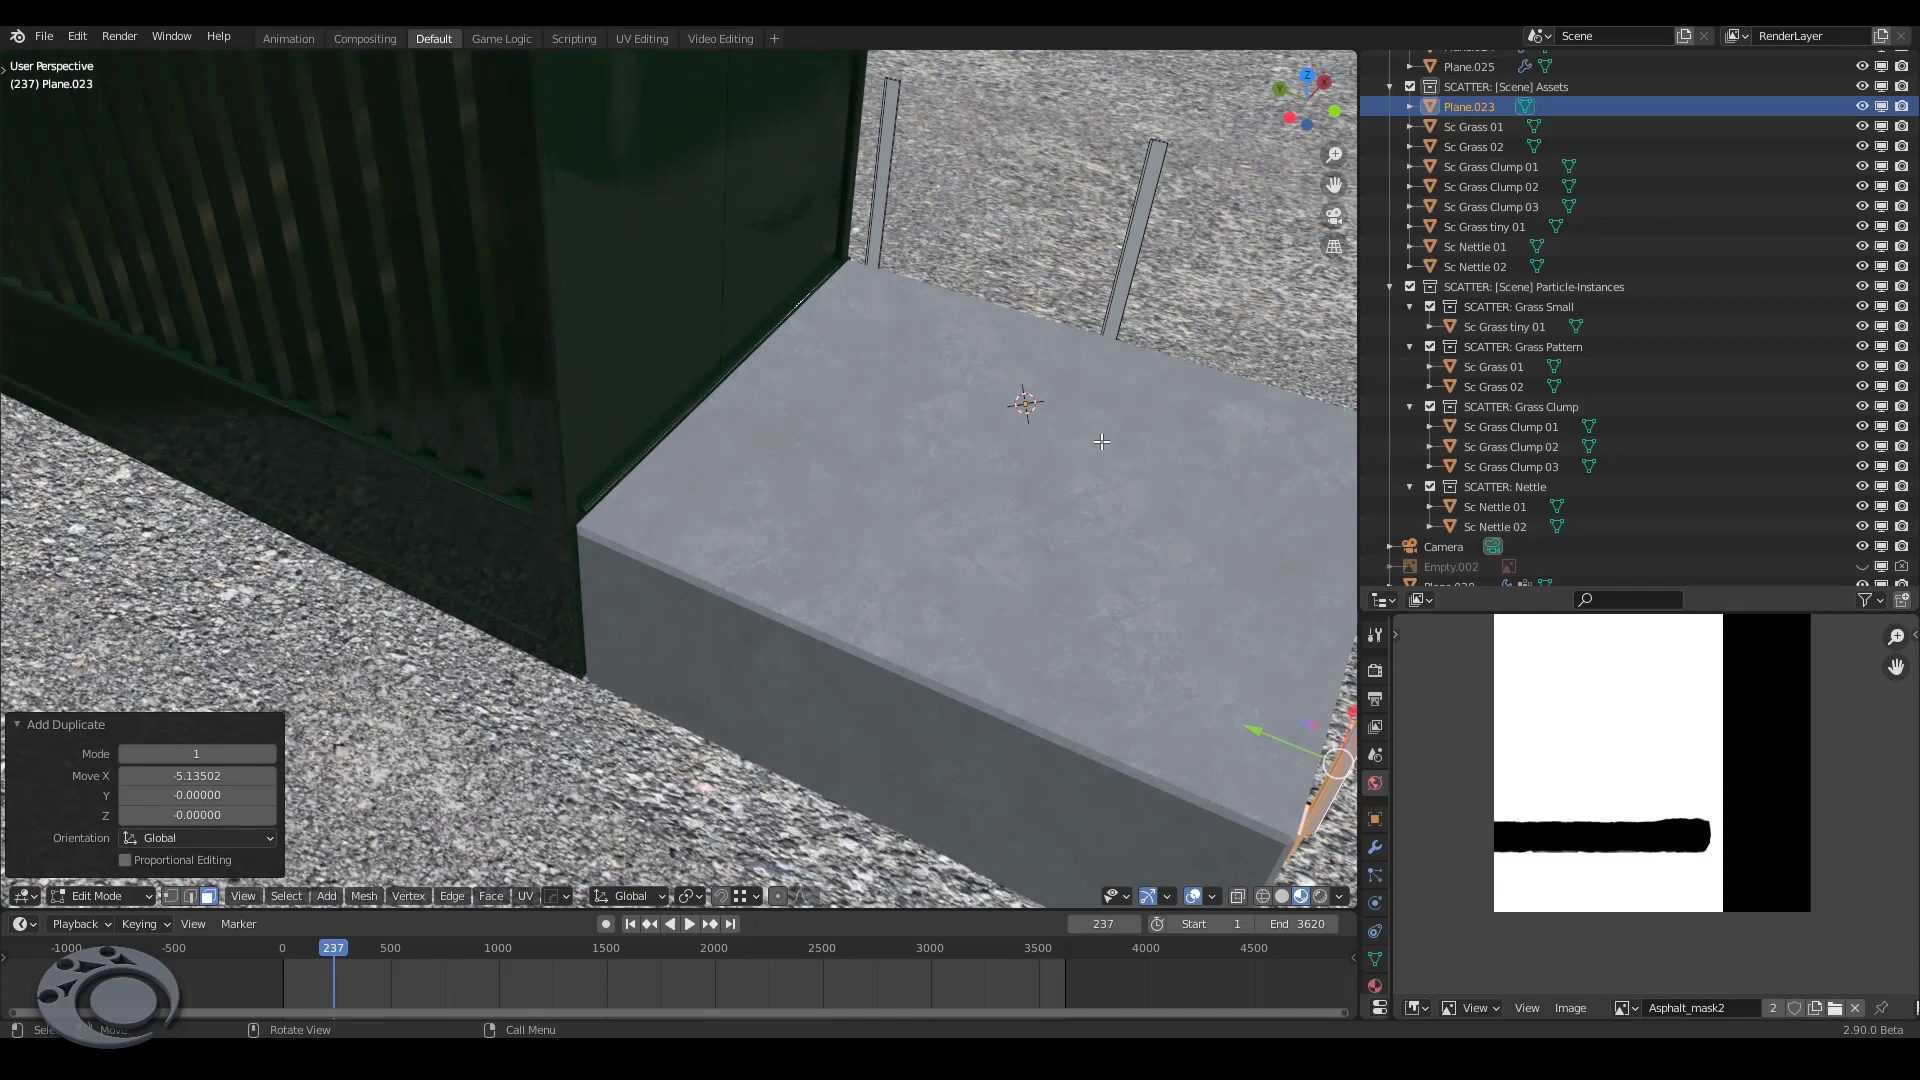 File Edit Render Window Help
Animation Compositing Default Game Logic Scripting UV Editing Video Editing +
Scene
RenderLayer
User Perspective
(237) Plane.023
Z
Y
X
Plane.025
SCATTER: [Scene] Assets
Plane.023
Sc Grass 01
Sc Grass 02
Sc Grass Clump 01
Sc Grass Clump 02
Sc Grass Clump 03
Sc Grass tiny 01
Sc Nettle 01
Sc Nettle 02
SCATTER: [Scene] Particle-Instances
SCATTER: Grass Small
Sc Grass tiny 01
SCATTER: Grass Pattern
Sc Grass 01
Sc Grass 02
SCATTER: Grass Clump
Sc Grass Clump 01
Sc Grass Clump 02
Sc Grass Clump 03
SCATTER: Nettle
Sc Nettle 01
Sc Nettle 02
Camera
Empty.002
Add Duplicate
Mode 1
Move X -5.13502
Y -0.00000
Z -0.00000
Orientation Global
Proportional Editing
Edit Mode View Select Add Mesh Vertex Edge Face UV Global
Playback Keying View Marker 237 Start 1 End 3620
-1000 -500 0 237 500 1000 1500 2000 2500 3000 3500 4000 4500
View View Image Asphalt_mask2 2
Move Rotate View Call Menu 2.90.0 Beta